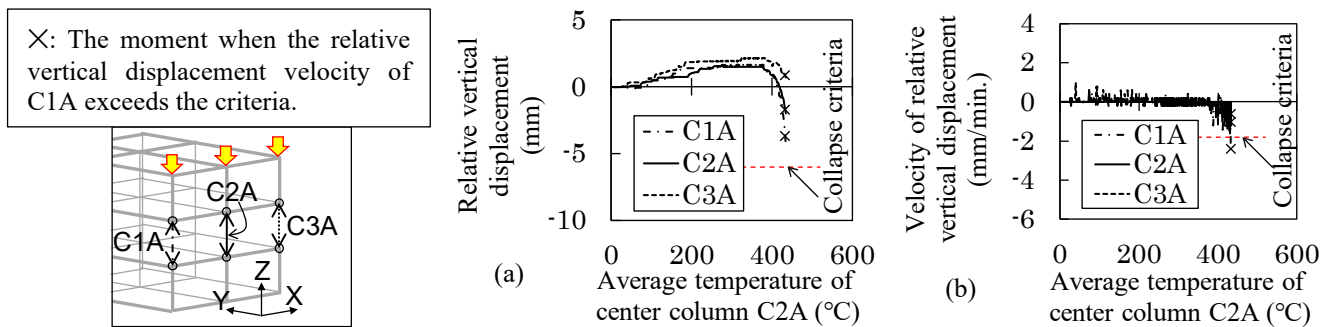 ×: The moment when the relative
vertical displacement velocity of
C1A exceeds the criteria.
C2A
C1A
C3A
Z
Y
X
(a)
Relative vertical
displacement
(mm)
5
0
-5
-10
200
400
0
200
400
600
C1A
C2A
C3A
Collapse criteria
Average temperature of
center column C2A (°C)
(b)
Velocity of relative
vertical displacement
(mm/min.)
4
2
0
-2
-4
-6
C1A
C2A
C3A
Collapse criteria
0
200
400
600
Average temperature of
center column C2A (°C)